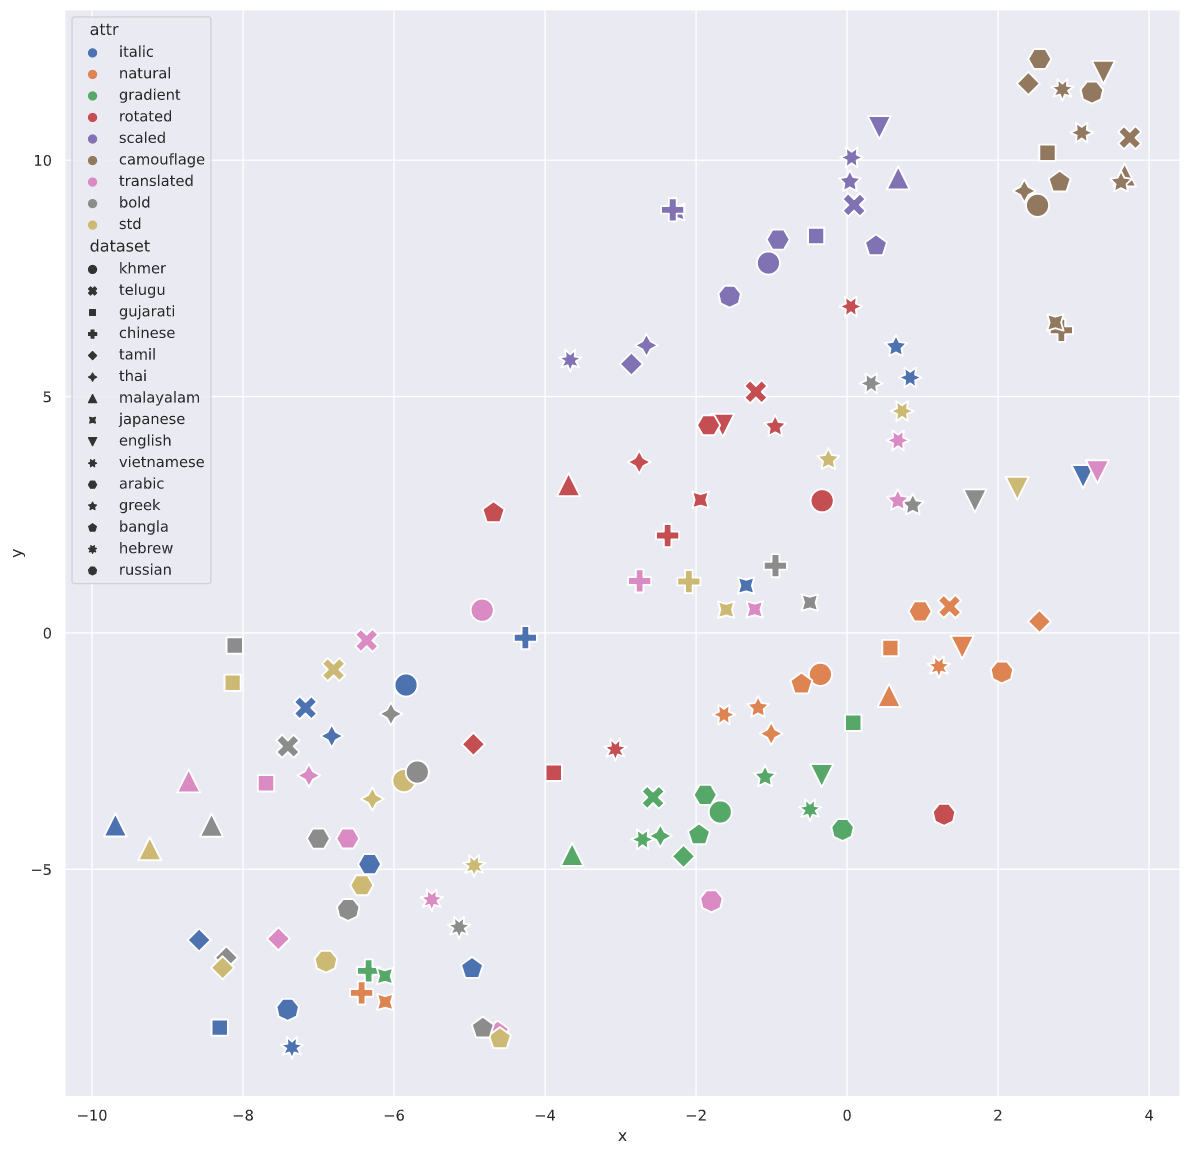 attr
italic
natural
gradient
rotated
scaled
camouflage
translated
bold
std
dataset
khmer
telugu
gujarati
chinese
tamil
thai
malayalam
japanese
english
vietnamese
arabic
greek
bangla
hebrew
russian
10
5
0
−5
y
−10 −8 −6 −4 −2 0 2 4
x